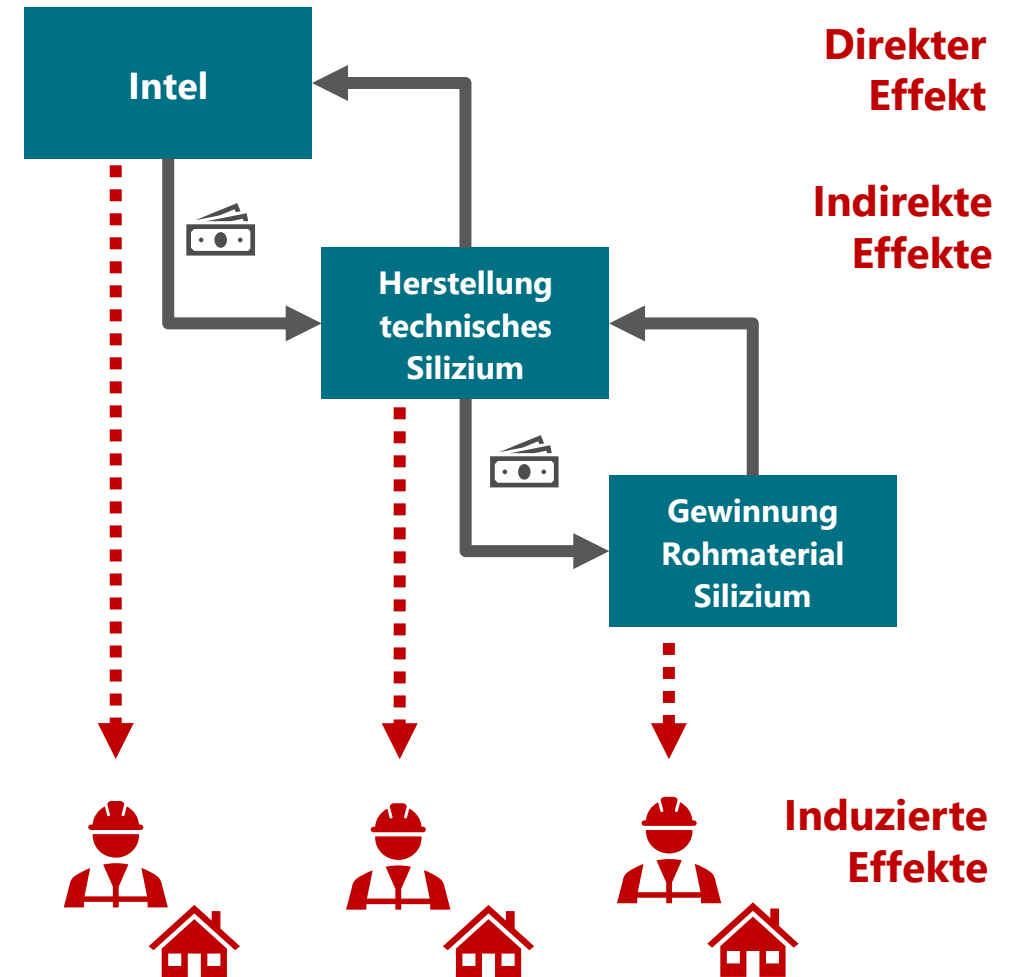 Intel
Direkter
Effekt
Indirekte
Effekte
Herstellung
technisches
Silizium
Gewinnung
Rohmaterial
Silizium
Induzierte
Effekte